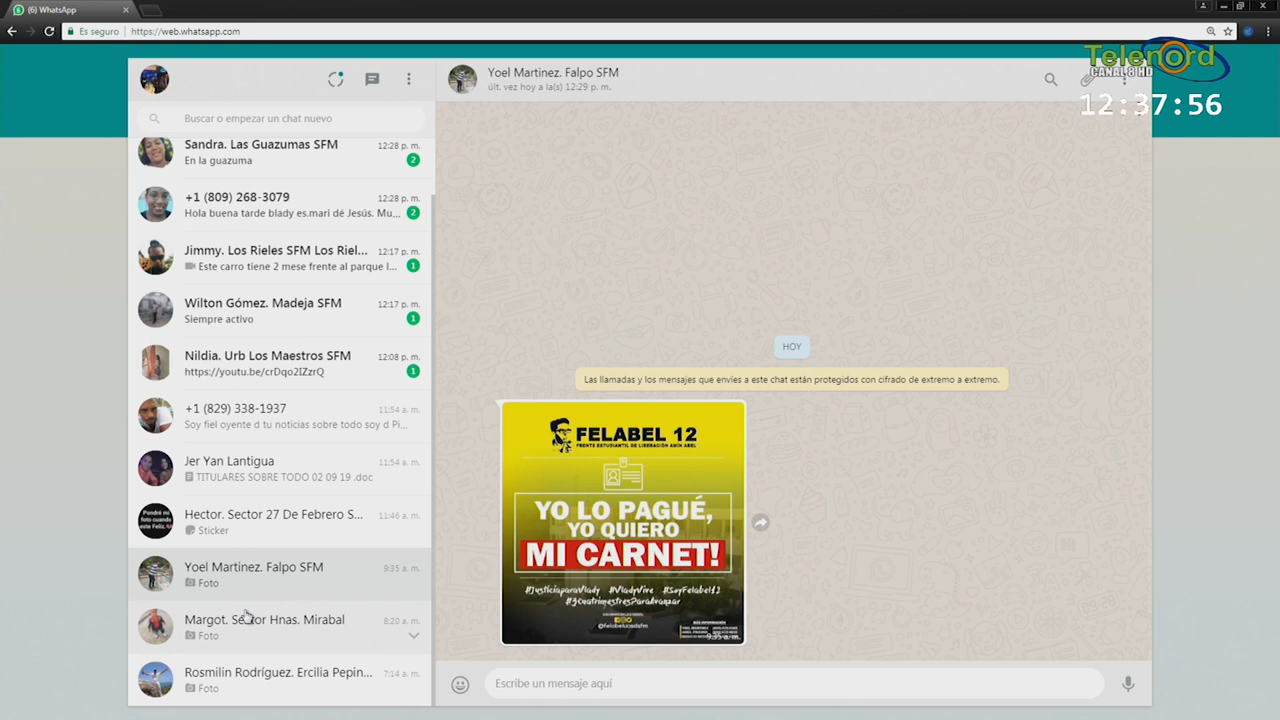 (6) WhatsApp
Es seguro
https://web.whatsapp.com
Telenord
CANAL 8 HD
12:37:56
Buscar o empezar un chat nuevo
Sandra. Las Guazumas SFM
12:28 p. m.
En la guazuma
2
+1 (809) 268-3079
12:28 p. m.
Hola buena tarde blady es.mari dé Jesús. Mu...
2
Jimmy. Los Rieles SFM Los Riel...
12:17 p. m.
Este carro tiene 2 mese frente al parque l...
1
Wilton Gómez. Madeja SFM
12:17 p. m.
Siempre activo
1
Nildia. Urb Los Maestros SFM
12:08 p. m.
https://youtu.be/crDqo2IZzrQ
1
+1 (829) 338-1937
11:54 a. m.
Soy fiel oyente d tu noticias sobre todo soy d Pi...
Jer Yan Lantigua
11:54 a. m.
TITULARES SOBRE TODO 02 09 19 .doc
Hector. Sector 27 De Febrero S...
11:46 a. m.
Sticker
Yoel Martinez. Falpo SFM
9:35 a. m.
Foto
Margot. Sector Hnas. Mirabal
8:20 a. m.
Foto
Rosmilin Rodríguez. Ercilia Pepin...
7:14 a. m.
Foto
Yoel Martinez. Falpo SFM
últ. vez hoy a la(s) 12:29 p. m.
HOY
Las llamadas y los mensajes que envíes a este chat están protegidos con cifrado de extremo a extremo.
FELABEL 12
FRENTE ESTUDIANTIL DE LIBERACIÓN AMÍN ABEL
YO LO PAGUÉ,
YO QUIERO
MI CARNET!
#JusticiaparaVlady #VladyVive #SoyFelabel12
#3CuatrimestresParaAvanzar
@felabelucasdsfm
9:35 a. m.
Escribe un mensaje aquí